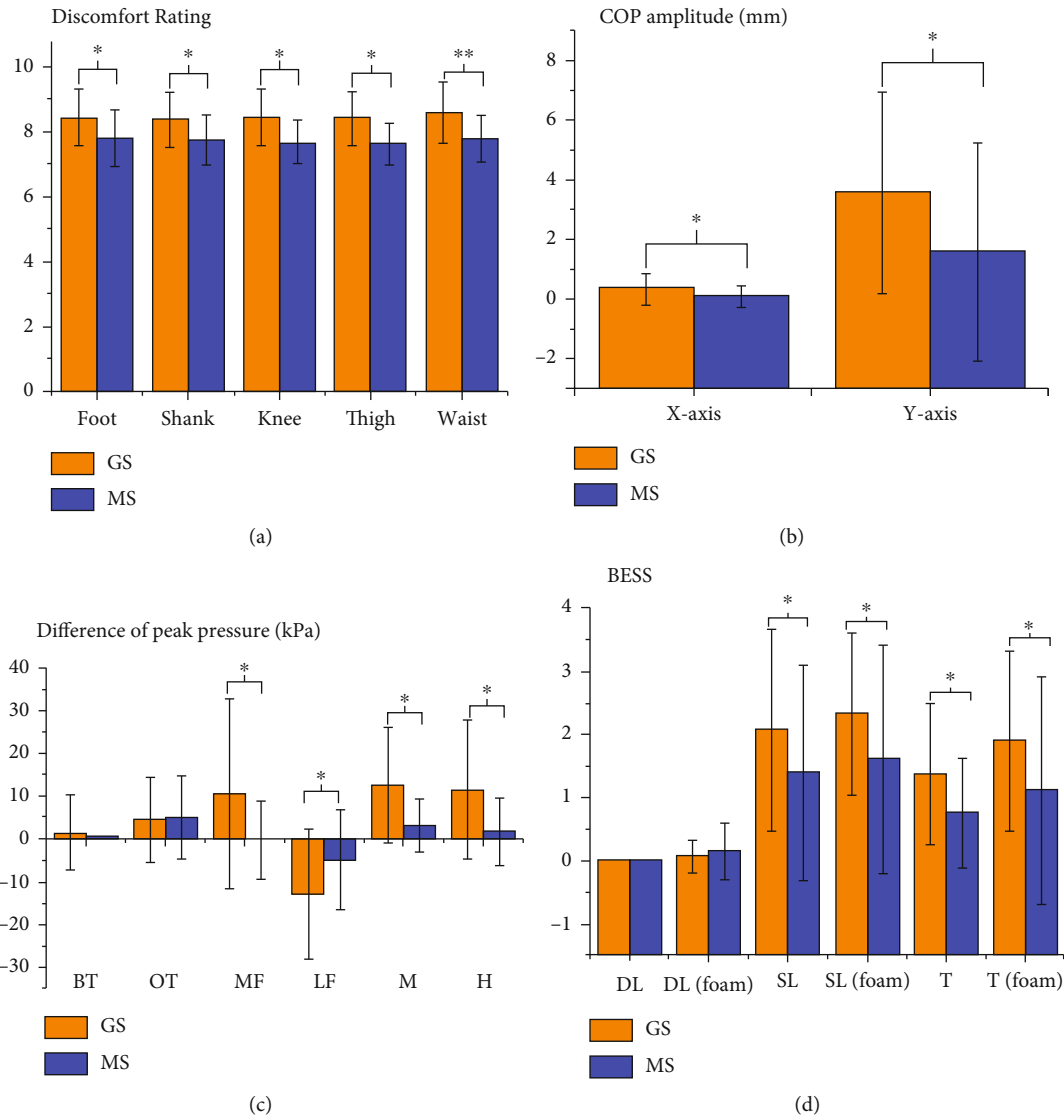 Discomfort Rating
10
8
6
4
2
0
* * * * **
Foot Shank Knee Thigh Waist
GS
MS
(a)
COP amplitude (mm)
8
6
4
2
0
−2
*
*
X-axis Y-axis
GS
MS
(b)
Difference of peak pressure (kPa)
40
30
20
10
0
−10
−20
−30
* * * *
BT OT MF LF M H
GS
MS
(c)
BESS
4
3
2
1
0
−1
* * * *
DL DL (foam) SL SL (foam) T T (foam)
GS
MS
(d)